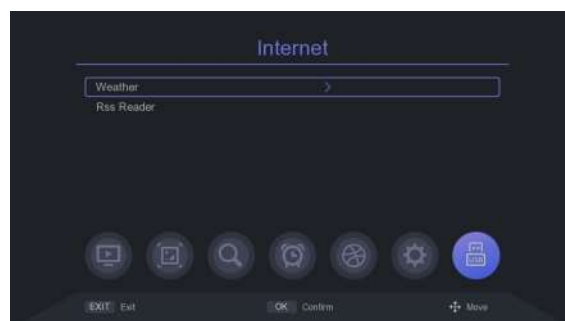 Internet
Weather
Rss Reader
USB
EXIT Exit OK Confirm Move